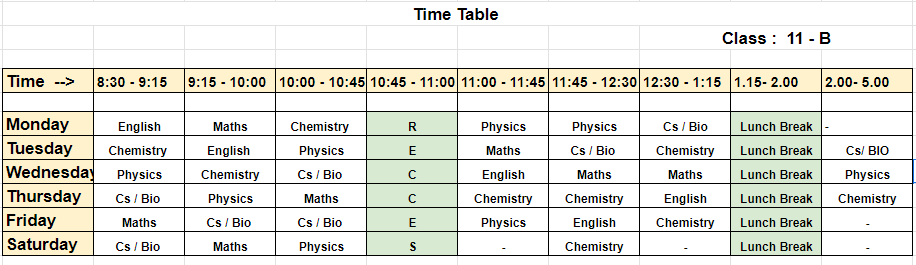 Time Table
Class : 11 - B
Time --> 8:30 - 9:15 9:15 - 10:00 10:00 - 10:45 10:45 - 11:00 11:00 - 11:45 11:45 - 12:30 12:30 - 1:15 1.15- 2.00 2.00- 5.00
Monday English Maths Chemistry R Physics Physics Cs / Bio Lunch Break -
Tuesday Chemistry English Physics E Maths Cs / Bio Chemistry Lunch Break Cs/ BIO
Wednesday Physics Chemistry Cs / Bio C English Maths Maths Lunch Break Physics
Thursday Cs / Bio Physics Maths C Chemistry Chemistry English Lunch Break Chemistry
Friday Maths Cs / Bio Cs / Bio E Physics English Chemistry Lunch Break -
Saturday Cs / Bio Maths Physics S - Chemistry - Lunch Break -